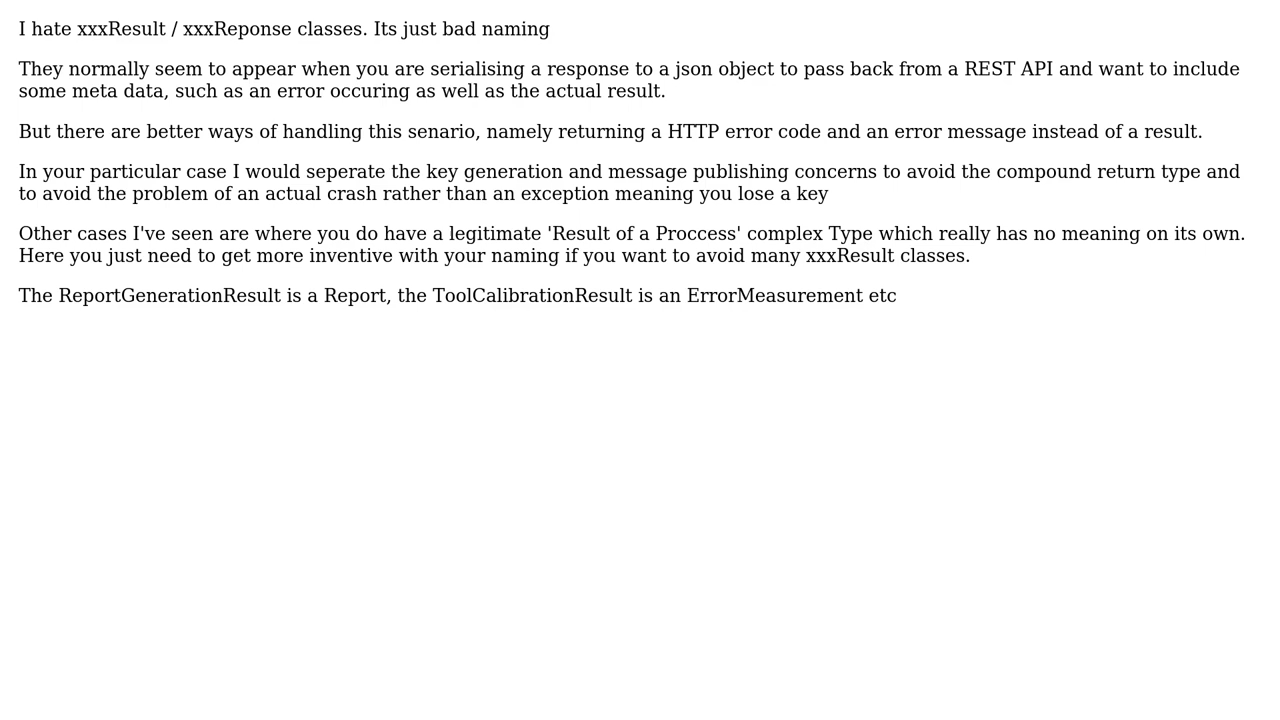 I hate xxxResult / xxxReponse classes. Its just bad naming
They normally seem to appear when you are serialising a response to a json object to pass back from a REST API and want to include
some meta data, such as an error occuring as well as the actual result.
But there are better ways of handling this senario, namely returning a HTTP error code and an error message instead of a result.
In your particular case I would seperate the key generation and message publishing concerns to avoid the compound return type and
to avoid the problem of an actual crash rather than an exception meaning you lose a key
Other cases I've seen are where you do have a legitimate 'Result of a Proccess' complex Type which really has no meaning on its own.
Here you just need to get more inventive with your naming if you want to avoid many xxxResult classes.
The ReportGenerationResult is a Report, the ToolCalibrationResult is an ErrorMeasurement etc